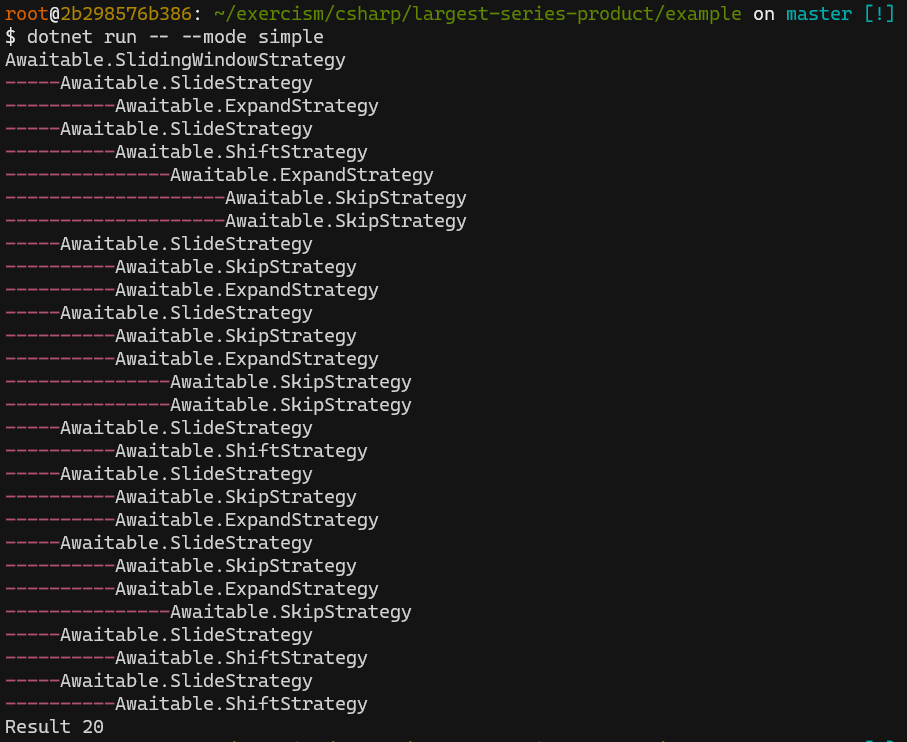 root@2b298576b386: ~/exercism/csharp/largest-series-product/example on master [!]
$ dotnet run -- --mode simple
Awaitable.SlidingWindowStrategy
-----Awaitable.SlideStrategy
----------Awaitable.ExpandStrategy
-----Awaitable.SlideStrategy
----------Awaitable.ShiftStrategy
---------------Awaitable.ExpandStrategy
--------------------Awaitable.SkipStrategy
--------------------Awaitable.SkipStrategy
-----Awaitable.SlideStrategy
----------Awaitable.SkipStrategy
----------Awaitable.ExpandStrategy
-----Awaitable.SlideStrategy
----------Awaitable.SkipStrategy
----------Awaitable.ExpandStrategy
---------------Awaitable.SkipStrategy
---------------Awaitable.SkipStrategy
-----Awaitable.SlideStrategy
----------Awaitable.ShiftStrategy
-----Awaitable.SlideStrategy
----------Awaitable.SkipStrategy
----------Awaitable.ExpandStrategy
-----Awaitable.SlideStrategy
----------Awaitable.SkipStrategy
----------Awaitable.ExpandStrategy
---------------Awaitable.SkipStrategy
-----Awaitable.SlideStrategy
----------Awaitable.ShiftStrategy
-----Awaitable.SlideStrategy
----------Awaitable.ShiftStrategy
Result 20